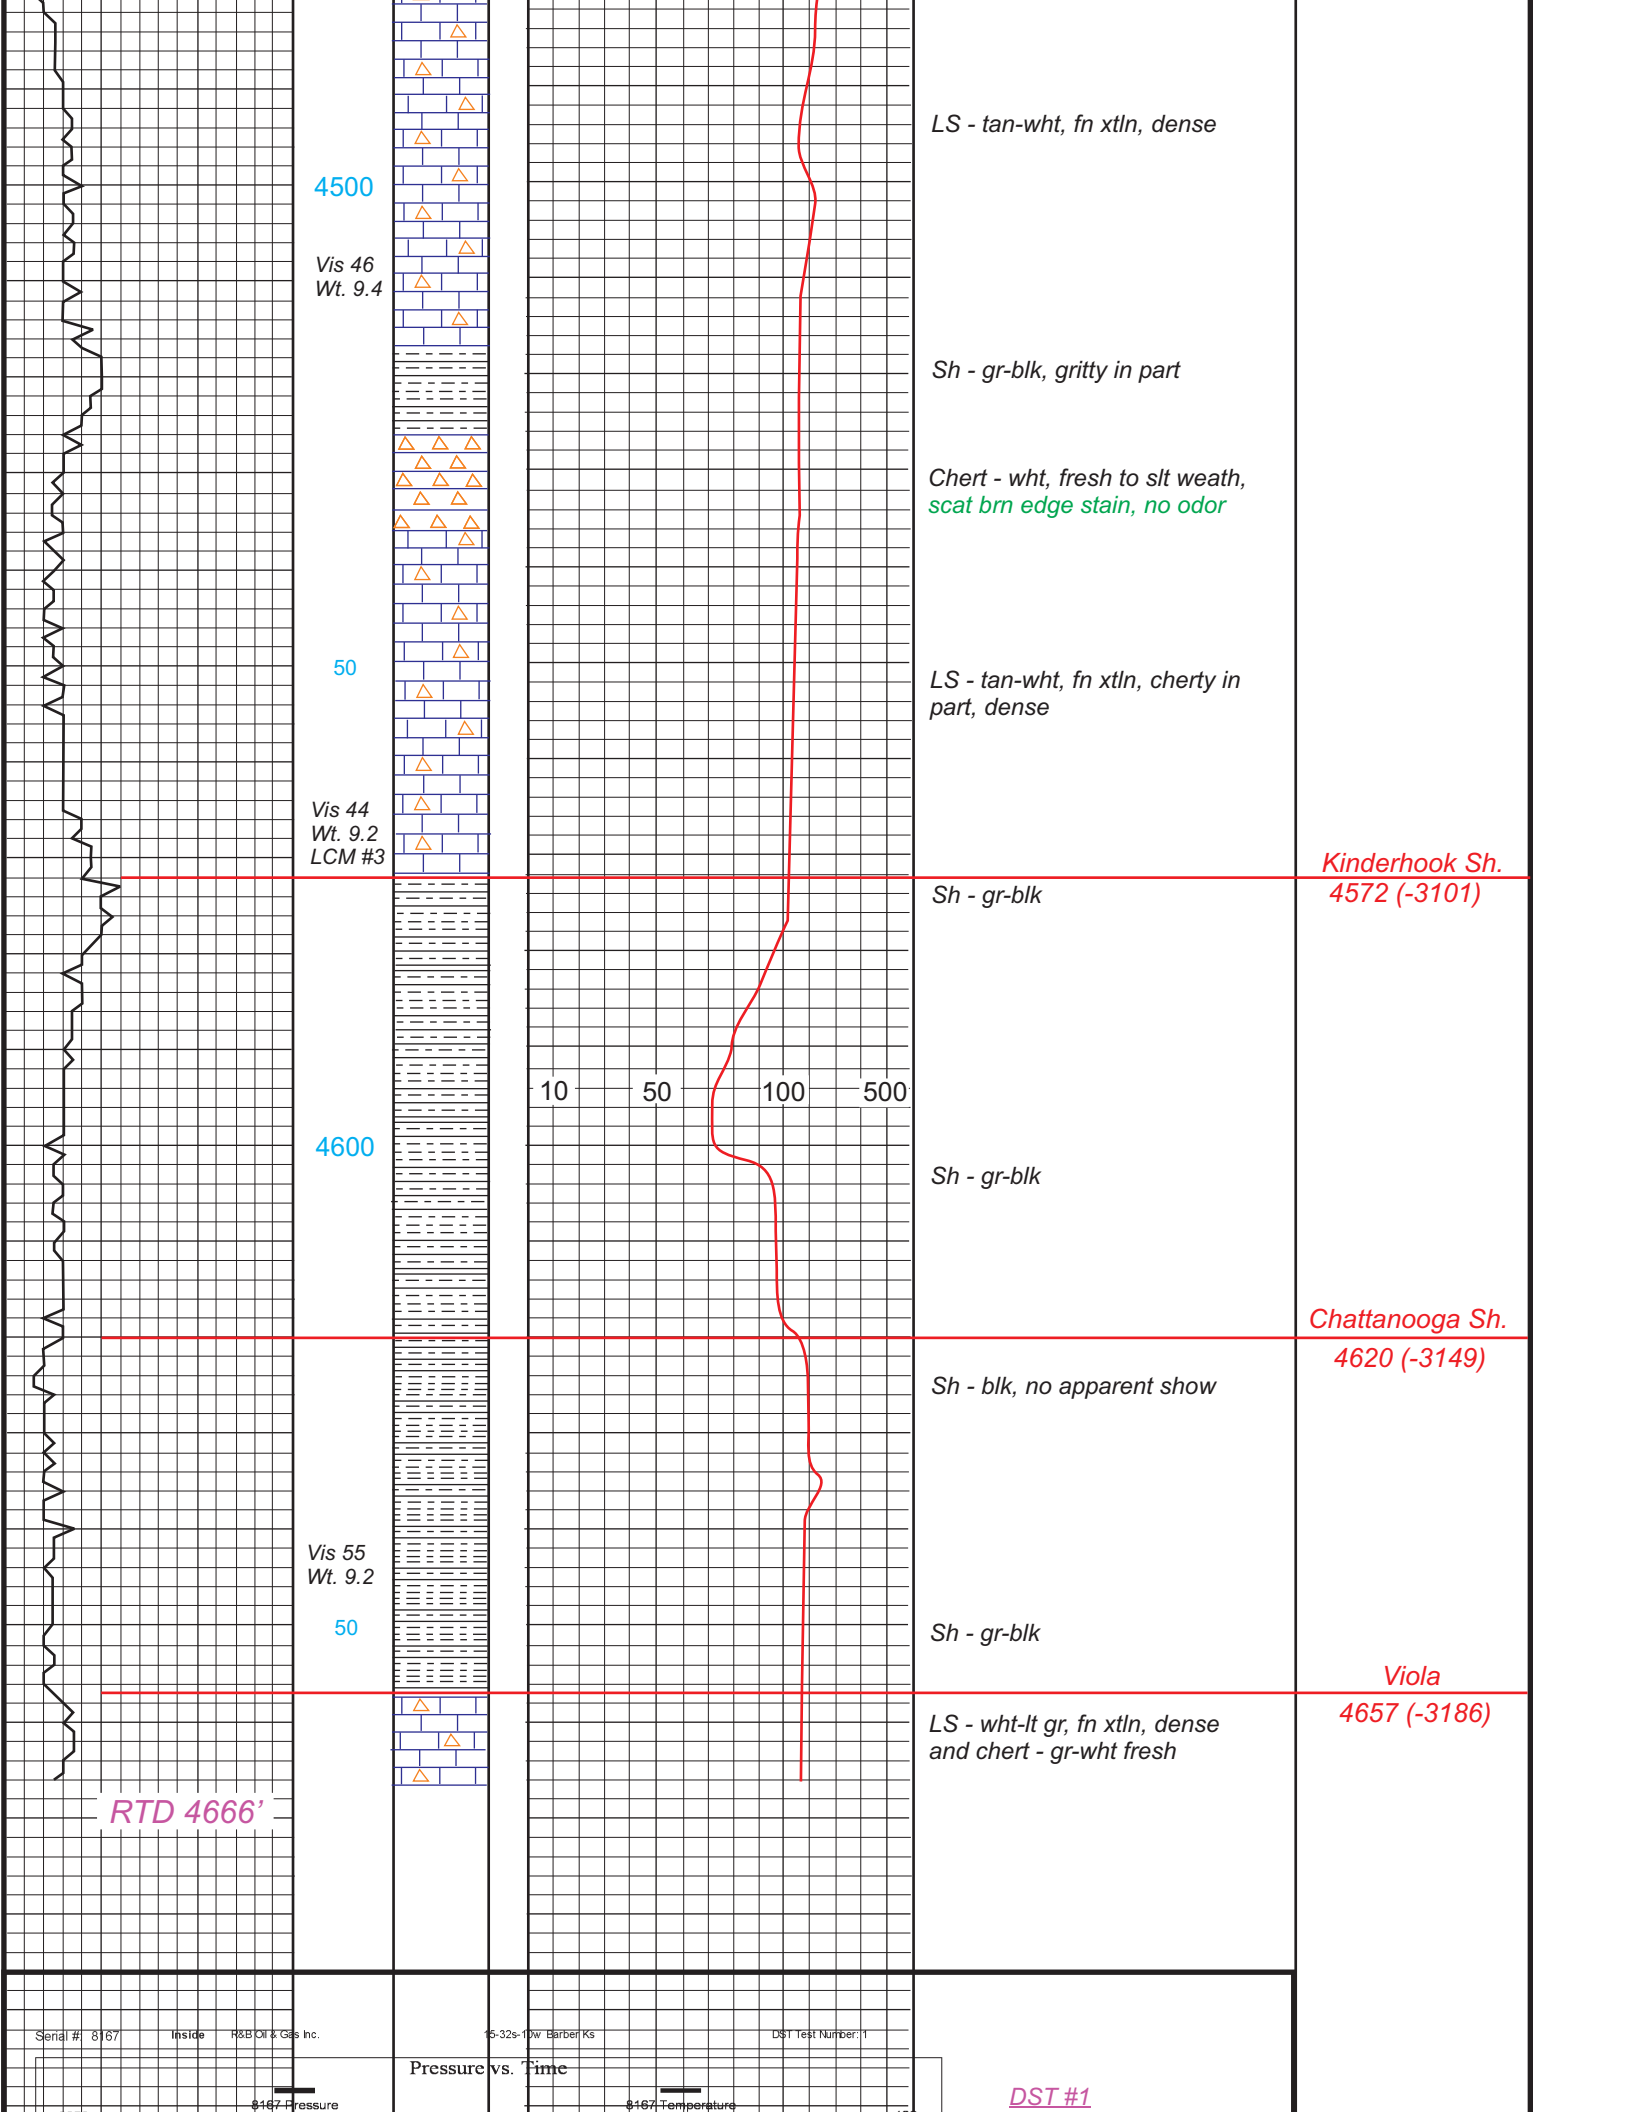 LS - tan-wht, fn xtln, dense
4500
Vis 46
Wt. 9.4
Sh - gr-blk, gritty in part
Chert - wht, fresh to slt weath,
scat brn edge stain, no odor
50
LS - tan-wht, fn xtln, cherty in
part, dense
Vis 44
Wt. 9.2
LCM #3
Kinderhook Sh.
4572 (-3101)
Sh - gr-blk
10 50 100 500
4600
Sh - gr-blk
Chattanooga Sh.
4620 (-3149)
Sh - blk, no apparent show
Vis 55
Wt. 9.2
50
Sh - gr-blk
Viola
4657 (-3186)
LS - wht-lt gr, fn xtln, dense
and chert - gr-wht fresh
RTD 4666’
Serial #: 8167 Inside R&B Oil & Gas Inc. 15-32s-10w Barber Ks DST Test Number: 1
Pressure vs. Time
8167 Pressure 8167 Temperature
DST #1